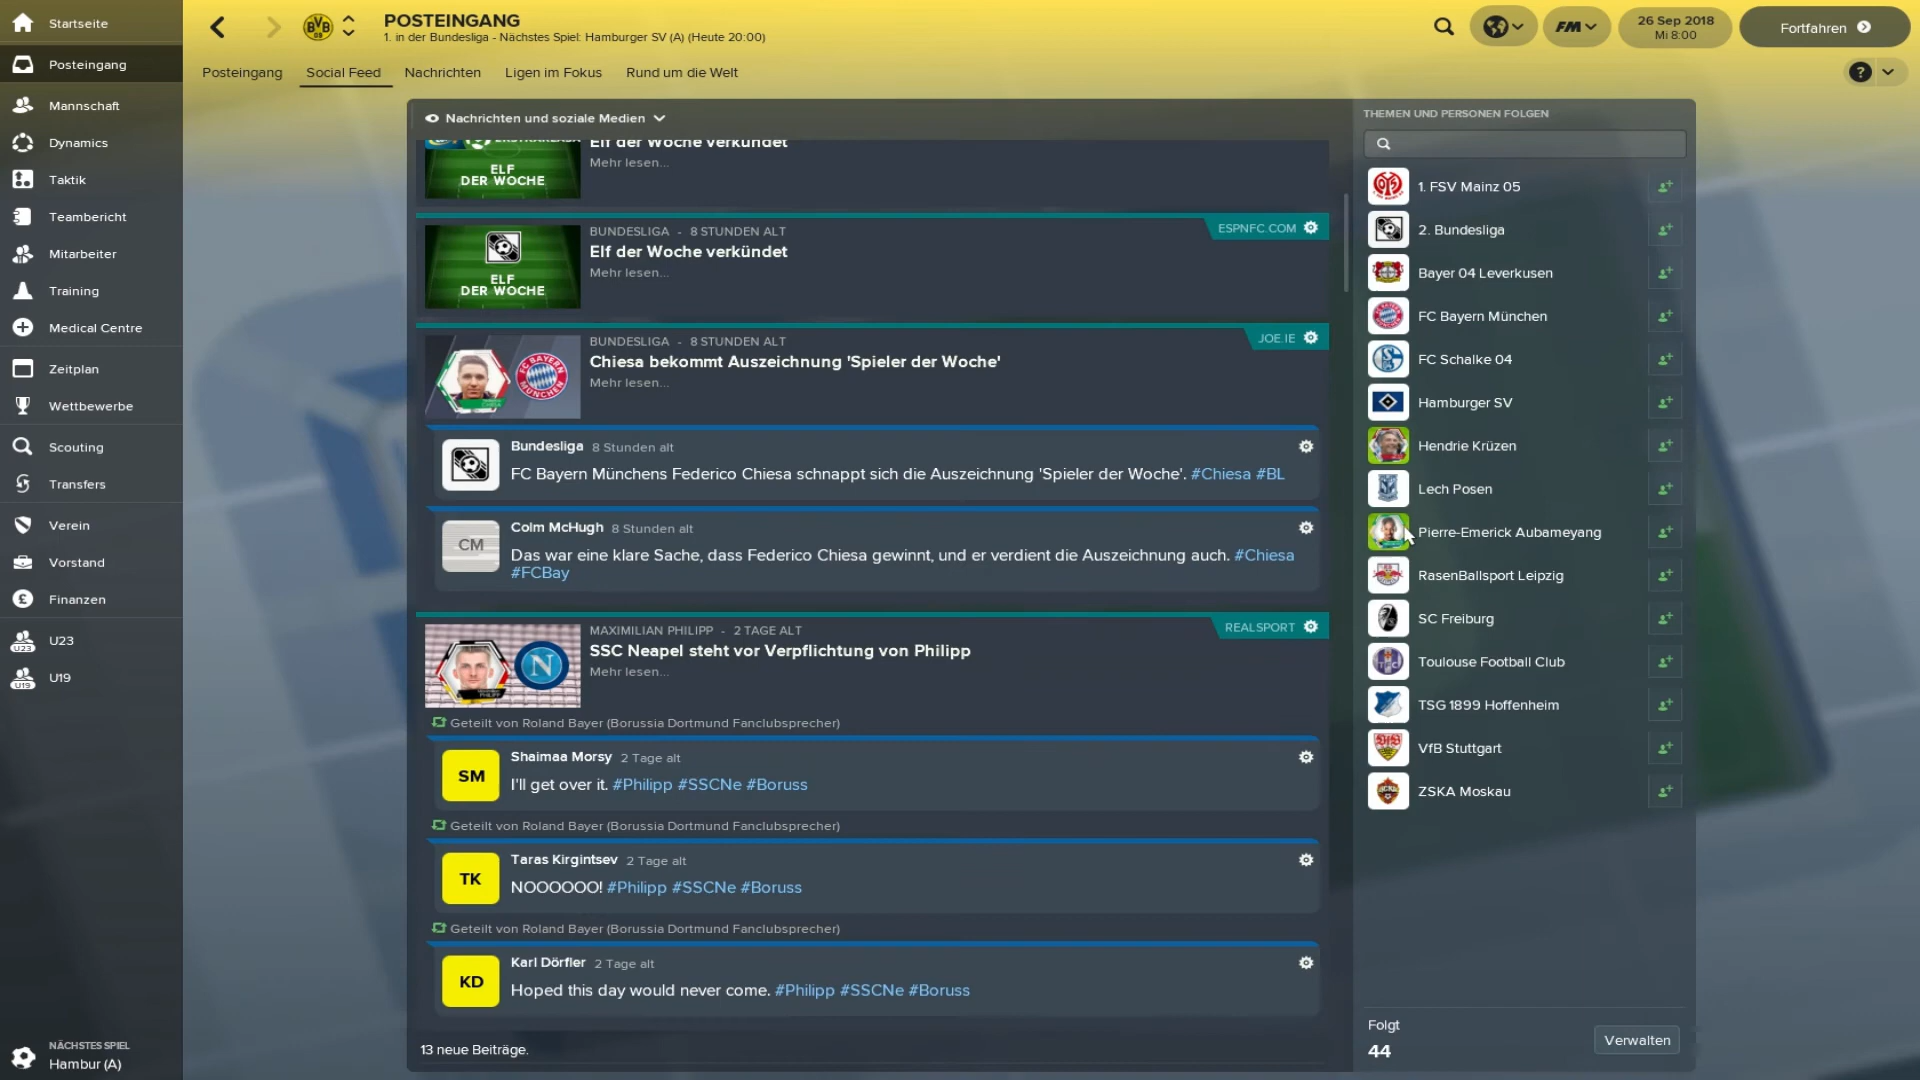 Startseite
Posteingang
Mannschaft
Dynamics
Taktik
Teambericht
Mitarbeiter
Training
Medical Centre
Zeitplan
Wettbewerbe
Scouting
Transfers
Verein
Vorstand
Finanzen
U23
U19
NÄCHSTES SPIEL
Hambur (A)
POSTEINGANG
1. in der Bundesliga - Nächstes Spiel: Hamburger SV (A) (Heute 20:00)
FM
26 Sep 2018
Mi 8:00
Fortfahren
Posteingang
Social Feed
Nachrichten
Ligen im Fokus
Rund um die Welt
Nachrichten und soziale Medien
ELF
DER WOCHE
Elf der Woche verkündet
Mehr lesen...
ELF
DER WOCHE
BUNDESLIGA - 8 STUNDEN ALT
Elf der Woche verkündet
Mehr lesen...
ESPNFC.COM
BUNDESLIGA - 8 STUNDEN ALT
Chiesa bekommt Auszeichnung 'Spieler der Woche'
Mehr lesen...
JOE.IE
Bundesliga 8 Stunden alt
FC Bayern Münchens Federico Chiesa schnappt sich die Auszeichnung 'Spieler der Woche'. #Chiesa #BL
CM
Colm McHugh 8 Stunden alt
Das war eine klare Sache, dass Federico Chiesa gewinnt, und er verdient die Auszeichnung auch. #Chiesa
#FCBay
MAXIMILIAN PHILIPP - 2 TAGE ALT
SSC Neapel steht vor Verpflichtung von Philipp
Mehr lesen...
REALSPORT
Geteilt von Roland Bayer (Borussia Dortmund Fanclubsprecher)
SM
Shaimaa Morsy 2 Tage alt
I'll get over it. #Philipp #SSCNe #Boruss
Geteilt von Roland Bayer (Borussia Dortmund Fanclubsprecher)
TK
Taras Kirgintsev 2 Tage alt
NOOOOOO! #Philipp #SSCNe #Boruss
Geteilt von Roland Bayer (Borussia Dortmund Fanclubsprecher)
KD
Karl Dörfler 2 Tage alt
Hoped this day would never come. #Philipp #SSCNe #Boruss
13 neue Beiträge.
THEMEN UND PERSONEN FOLGEN
1. FSV Mainz 05
2. Bundesliga
Bayer 04 Leverkusen
FC Bayern München
FC Schalke 04
Hamburger SV
Hendrie Krüzen
Lech Posen
Pierre-Emerick Aubameyang
RasenBallsport Leipzig
SC Freiburg
Toulouse Football Club
TSG 1899 Hoffenheim
VfB Stuttgart
ZSKA Moskau
Folgt
44
Verwalten